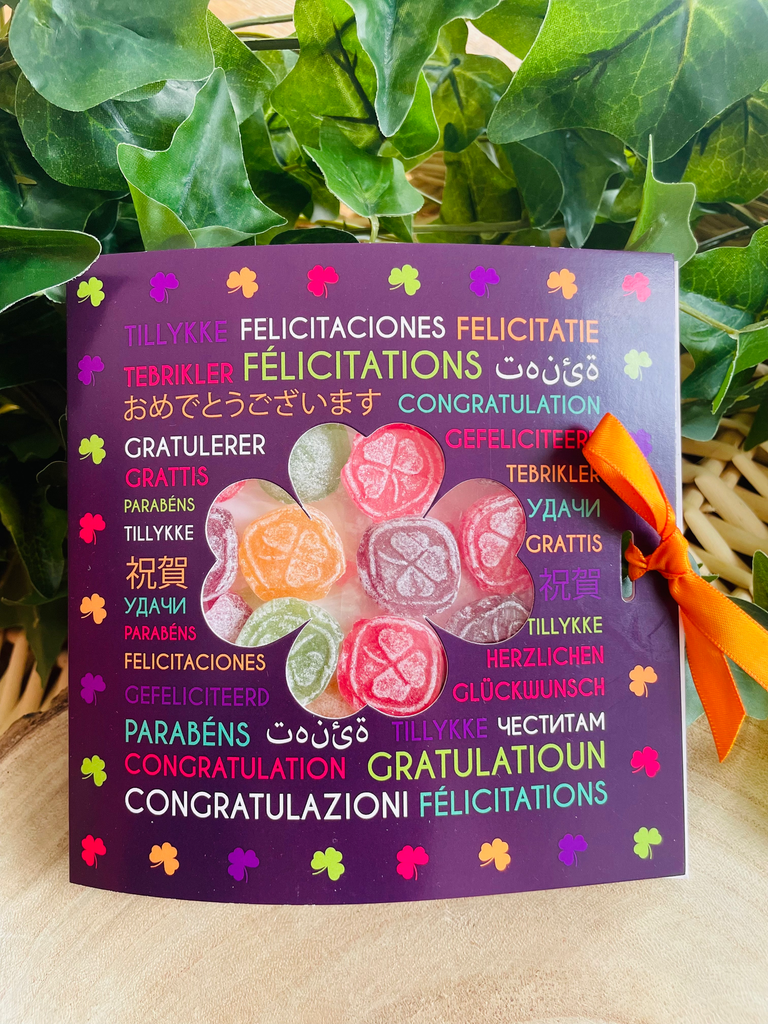 TILLYKKE FELICITACIONES FELICITATIE
TEBRIKLER FÉLICITATIONS ةئنهت
おめでとうございます CONGRATULATION
GRATULERER GEFELICITEERD
GRATTIS TEBRIKLER
PARABÉNS УДАЧИ
TILLYKKE GRATTIS
祝賀 祝賀
УДАЧИ TILLYKKE
PARABÉNS HERZLICHEN
FELICITACIONES GLÜCKWUNSCH
GEFELICITEERD
PARABÉNS ةئنهت TILLYKKE ЧЕСТИТАМ
CONGRATULATION GRATULATIOUN
CONGRATULAZIONI FÉLICITATIONS